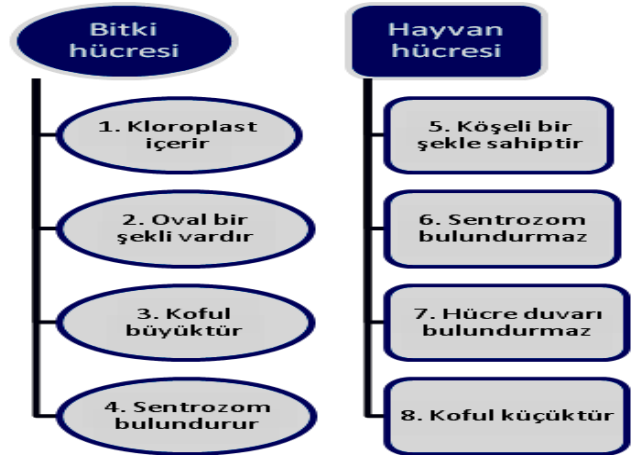 Bitki
hücresi
1. Kloroplast
içerir
2. Oval bir
şekli vardır
3. Koful
büyüktür
4. Sentrozom
bulundurur
Hayvan
hücresi
5. Köşeli bir
şekle sahiptir
6. Sentrozom
bulundurmaz
7. Hücre duvarı
bulundurmaz
8. Koful küçüktür